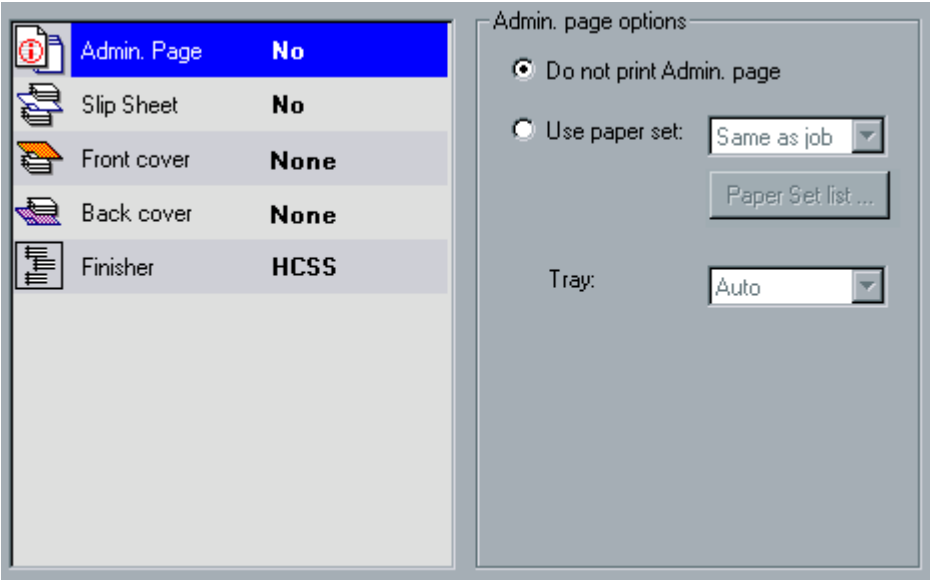 Admin. Page No
Slip Sheet No
Front cover None
Back cover None
Finisher HCSS
Admin. page options
Do not print Admin. page
Use paper set: Same as job
Paper Set list ...
Tray: Auto